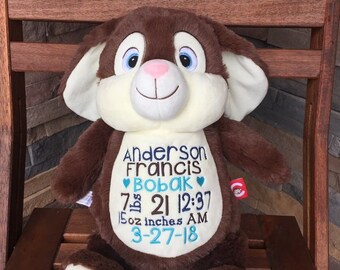 Anderson
Francis
♥ Bobak ♥
7 lbs 21 12:37
15 oz inches AM
3-27-18